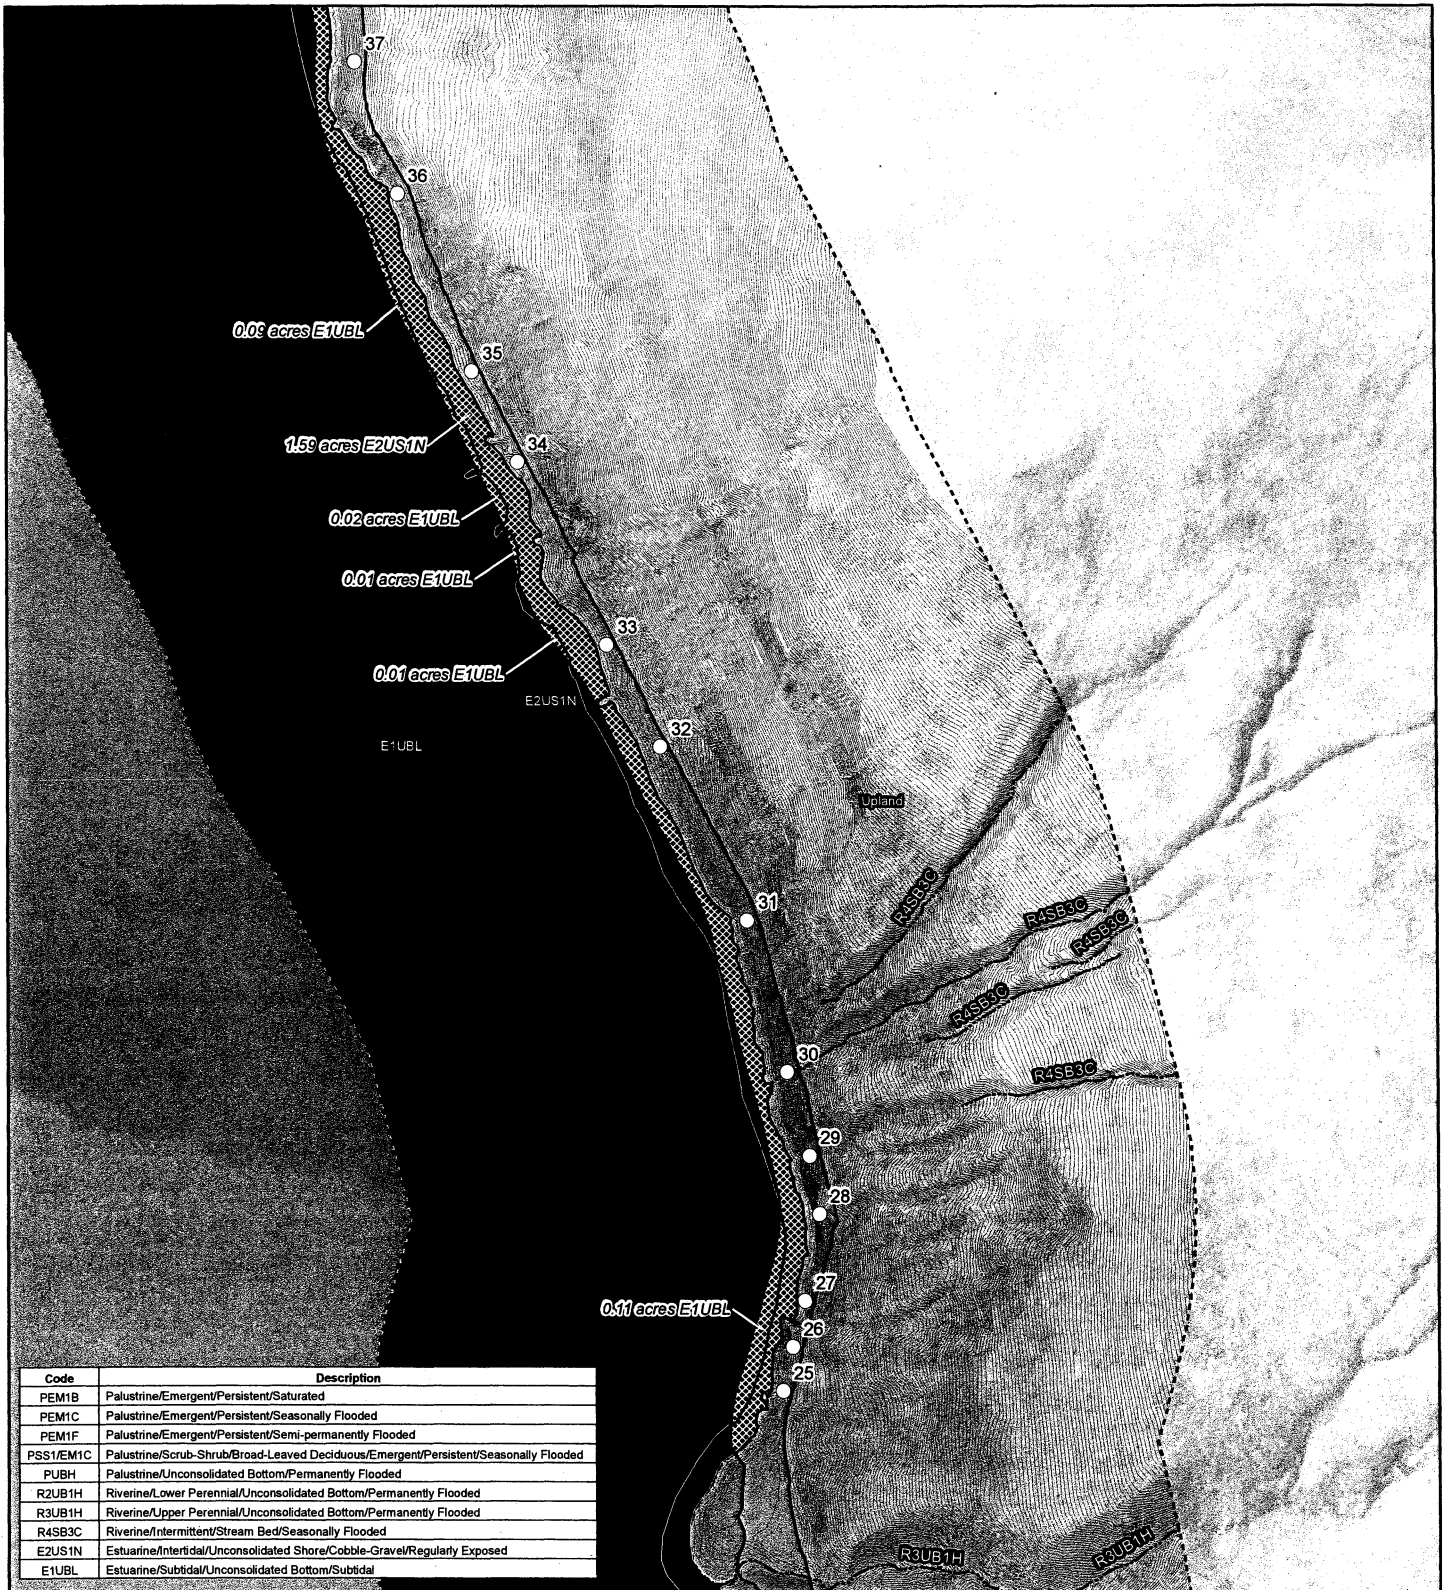 37
36
0.09 acres E1UBL
35
1.59 acres E2US1N
34
0.02 acres E1UBL
0.01 acres E1UBL
33
0.01 acres E1UBL
E2US1N
32
E1UBL
Upland
R4SB3C
31
R4SB3C
R4SB3C
R4SB3C
30
R4SB3C
29
28
27
0.11 acres E1UBL
26
25
Code Description
PEM1B Palustrine/Emergent/Persistent/Saturated
PEM1C Palustrine/Emergent/Persistent/Seasonally Flooded
PEM1F Palustrine/Emergent/Persistent/Semi-permanently Flooded
PSS1/EM1C Palustrine/Scrub-Shrub/Broad-Leaved Deciduous/Emergent/Persistent/Seasonally Flooded
PUBH Palustrine/Unconsolidated Bottom/Permanently Flooded
R2UB1H Riverine/Lower Perennial/Unconsolidated Bottom/Permanently Flooded
R3UB1H Riverine/Upper Perennial/Unconsolidated Bottom/Permanently Flooded
R4SB3C Riverine/Intermittent/Stream Bed/Seasonally Flooded
E2US1N Estuarine/Intertidal/Unconsolidated Shore/Cobble-Gravel/Regularly Exposed
E1UBL Estuarine/Subtidal/Unconsolidated Bottom/Subtidal
R3UB1H
R3UB1H